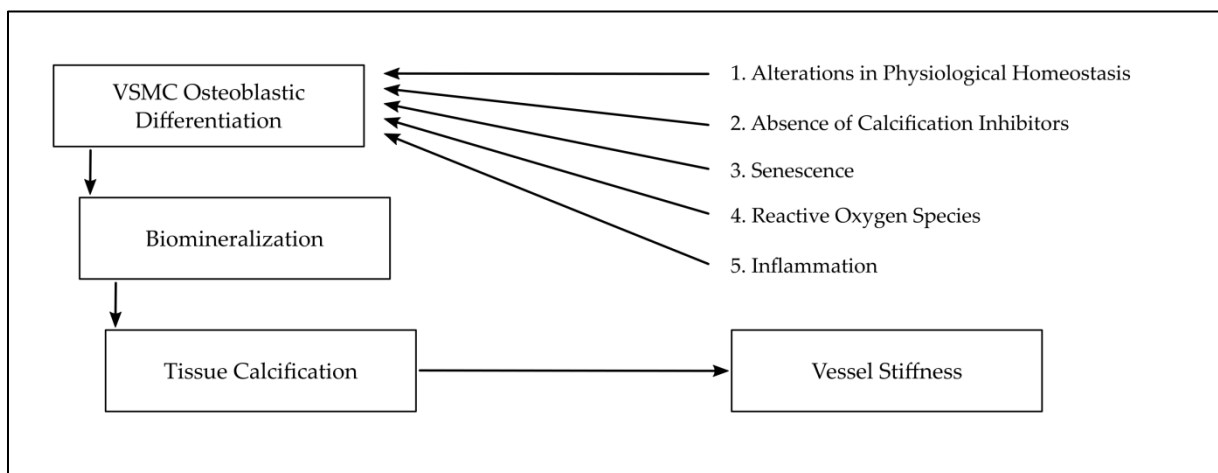 VSMC Osteoblastic
Differentiation
1. Alterations in Physiological Homeostasis
2. Absence of Calcification Inhibitors
3. Senescence
4. Reactive Oxygen Species
5. Inflammation
Biomineralization
Tissue Calcification
Vessel Stiffness